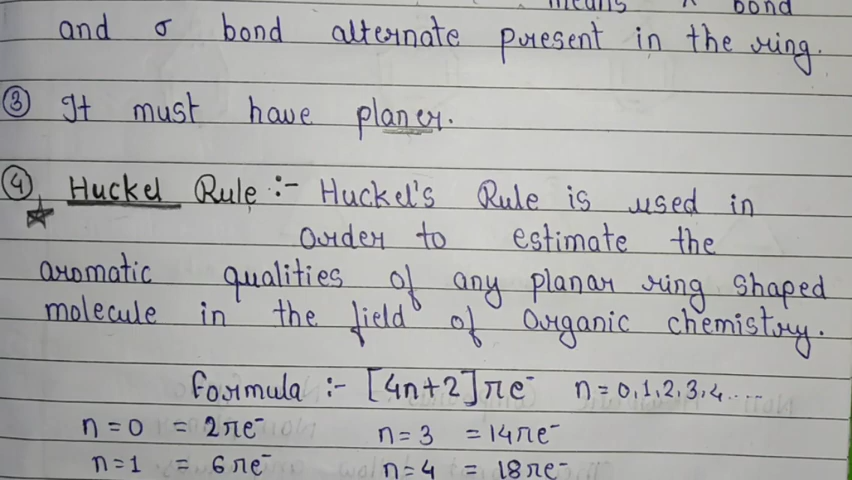 means π bond
and σ bond alternate present in the ring.
③ It must have planer.
④ Huckel Rule :- Huckel's Rule is used in
order to estimate the
aromatic qualities of any planar ring shaped
molecule in the field of organic chemistry.
formula :- [4n+2]πe⁻ n=0,1,2,3,4....
n=0 = 2πe⁻ n=3 = 14πe⁻
n=1 = 6πe⁻ n=4 = 18πe⁻